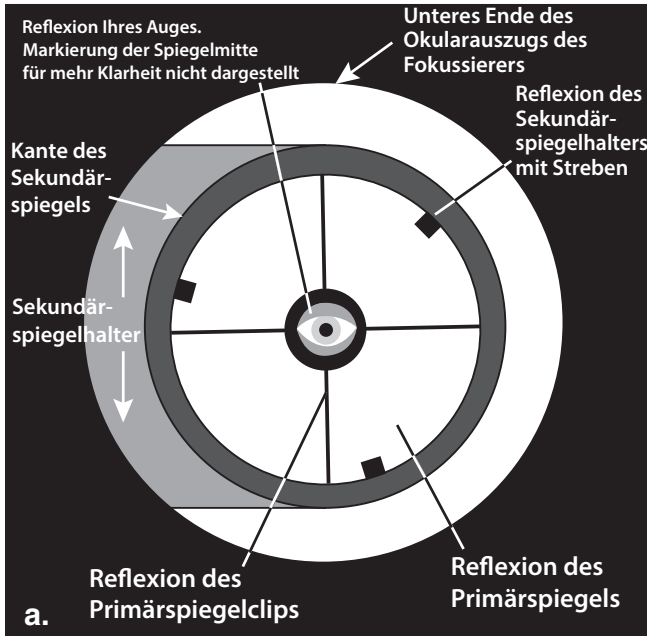 Reflexion Ihres Auges.
Markierung der Spiegelmitte
für mehr Klarheit nicht dargestellt
Unteres Ende des
Okularauszugs des
Fokussierers
Reflexion des
Sekundär-
spiegelhalters
mit Streben
Kante des
Sekundär-
spiegels
Sekundär-
spiegelhalter
Reflexion des
Primärspiegelclips
Reflexion des
Primärspiegels
a.